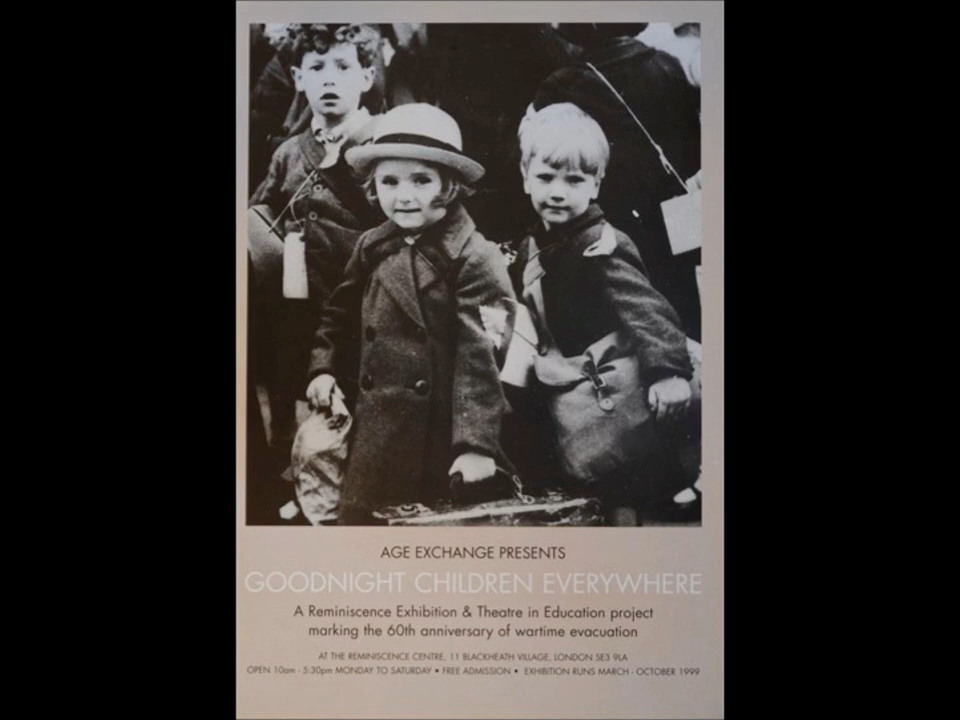 AGE EXCHANGE PRESENTS
GOODNIGHT CHILDREN EVERYWHERE
A Reminiscence Exhibition & Theatre in Education project
marking the 60th anniversary of wartime evacuation
AT THE REMINISCENCE CENTRE, 11 BLACKHEATH VILLAGE, LONDON SE3 9LA
OPEN 10am - 5:30pm MONDAY TO SATURDAY • FREE ADMISSION • EXHIBITION RUNS MARCH - OCTOBER 1999